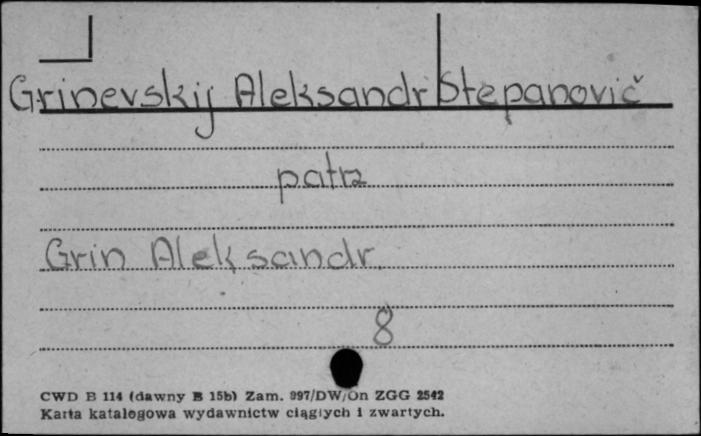 Grinevskij Aleksandr Stepanovič
patrz
Grin Aleksandr
8
CWD B 114 (dawny B 15b) Zam. 997/DW/On ZGG 2542
Karta katalogowa wydawnictw ciągłych i zwartych.